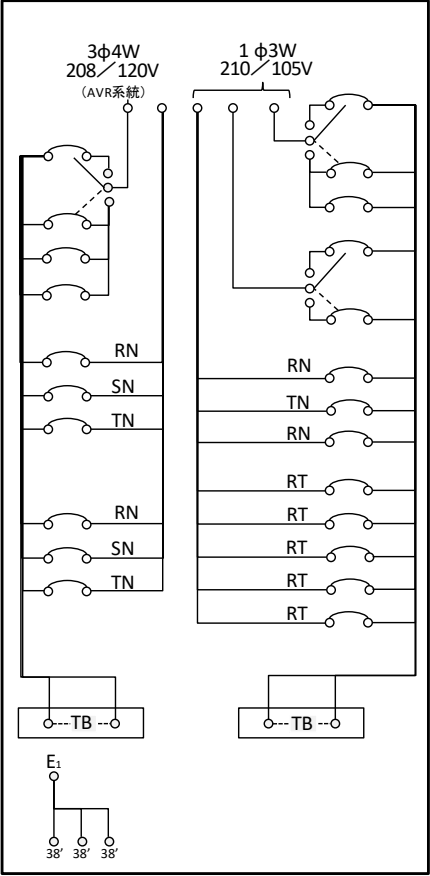 3φ4W
208／120V
（AVR系統）
1 φ3W
210／105V
RN
SN
TN
RN
SN
TN
RN
TN
RN
RT
RT
RT
RT
RT
TB
TB
E1
38′ 38′ 38′